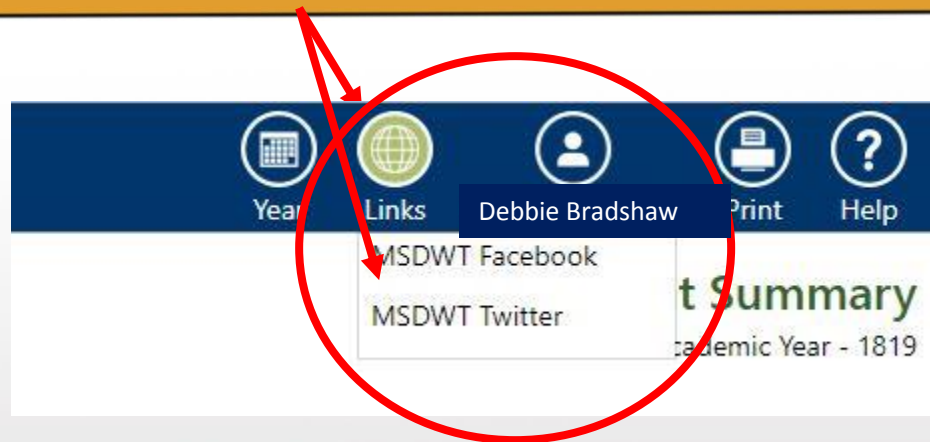 Year Links Debbie Bradshaw Print Help
MSDWT Facebook
MSDWT Twitter
t Summary
cademic Year - 1819